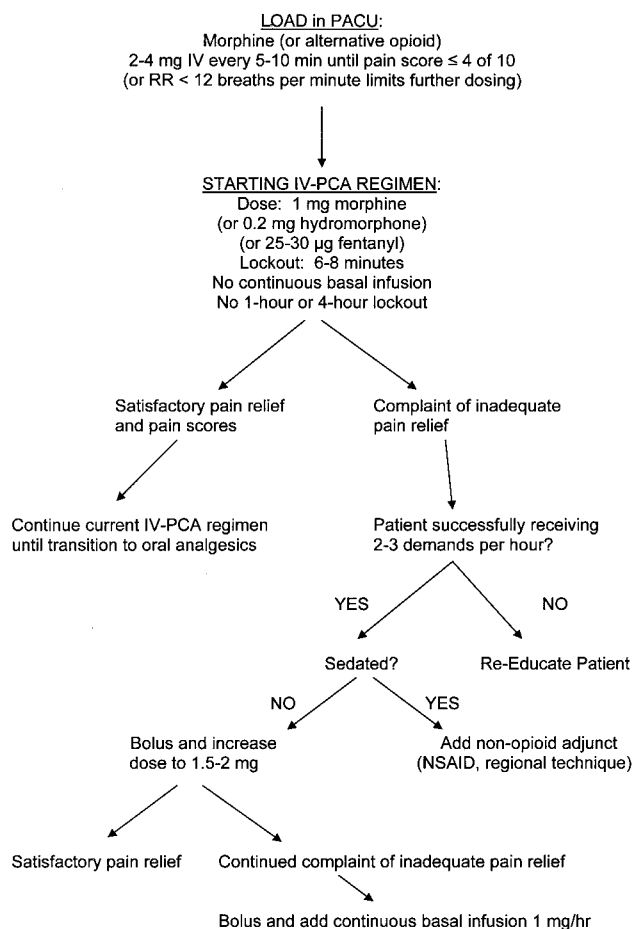 LOAD in PACU:
Morphine (or alternative opioid)
2-4 mg IV every 5-10 min until pain score ≤ 4 of 10
(or RR < 12 breaths per minute limits further dosing)
STARTING IV-PCA REGIMEN:
Dose: 1 mg morphine
(or 0.2 mg hydromorphone)
(or 25-30 µg fentanyl)
Lockout: 6-8 minutes
No continuous basal infusion
No 1-hour or 4-hour lockout
Satisfactory pain relief
and pain scores
Complaint of inadequate
pain relief
Continue current IV-PCA regimen
until transition to oral analgesics
Patient successfully receiving
2-3 demands per hour?
YES
NO
Sedated?
Re-Educate Patient
NO
YES
Bolus and increase
dose to 1.5-2 mg
Add non-opioid adjunct
(NSAID, regional technique)
Satisfactory pain relief
Continued complaint of inadequate pain relief
Bolus and add continuous basal infusion 1 mg/hr